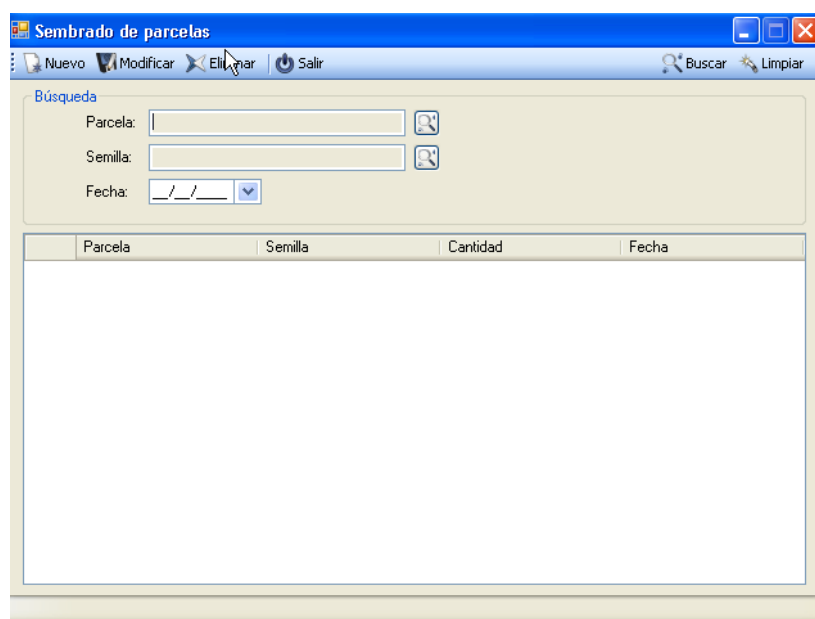 Sembrado de parcelas
Nuevo Modificar Eliminar Salir Buscar Limpiar
Búsqueda
Parcela:
Semilla:
Fecha: __/__/____
Parcela Semilla Cantidad Fecha